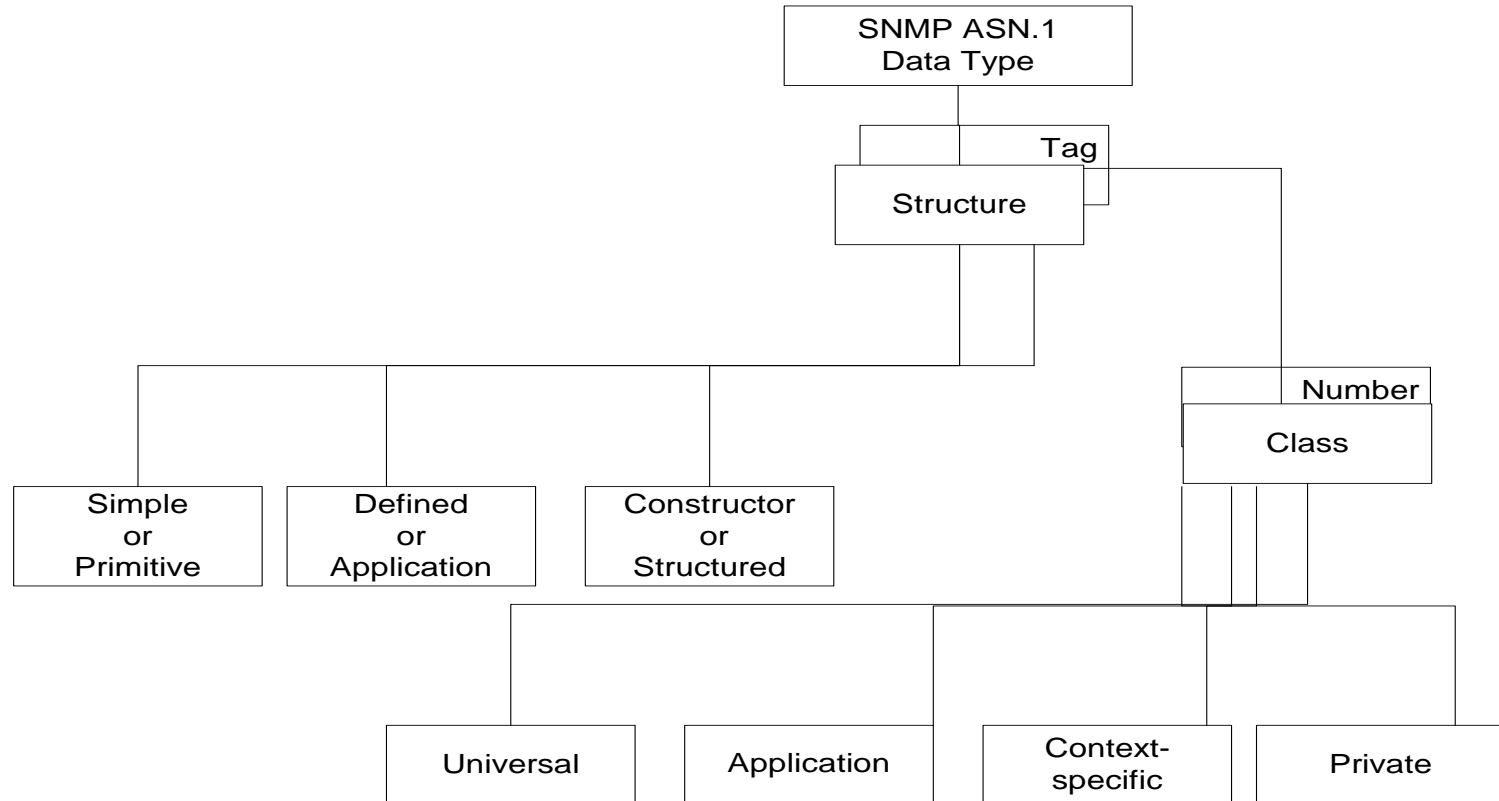 SNMP ASN.1
Data Type
Tag
Structure
Number
Class
Simple
or
Primitive
Defined
or
Application
Constructor
or
Structured
Universal
Application
Context-
specific
Private